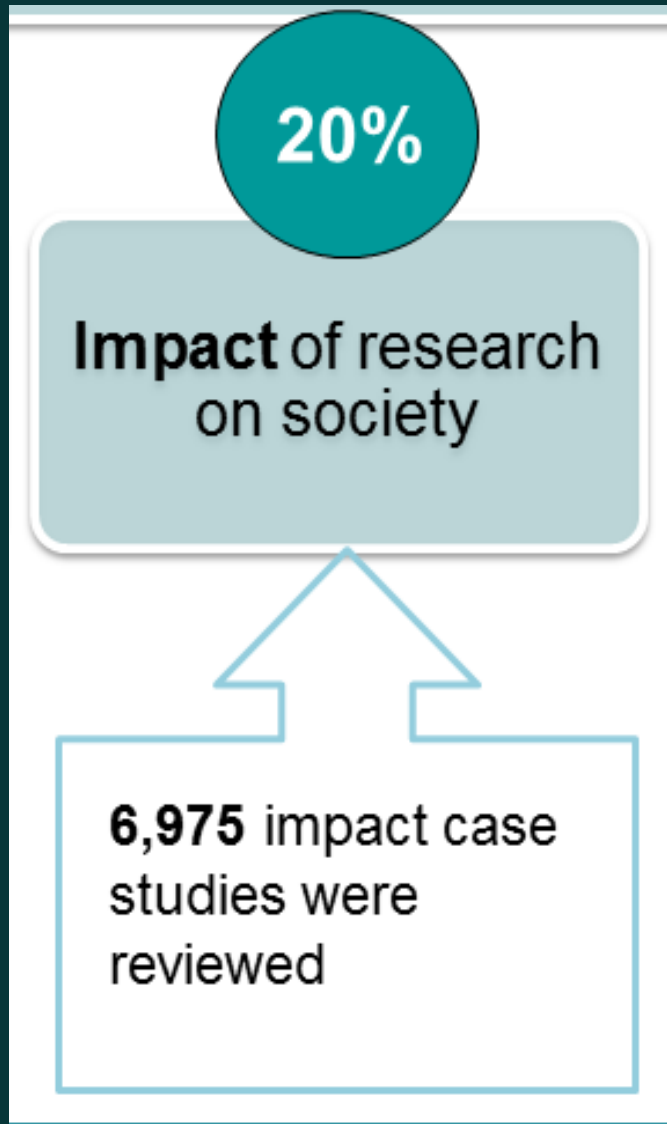 20%
Impact of research
on society
6,975 impact case
studies were
reviewed